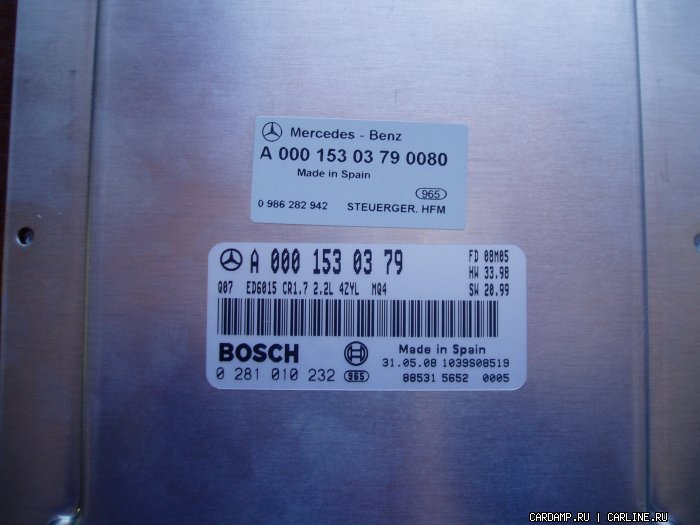 Mercedes - Benz
A 000 153 03 79 0080
Made in Spain
965
0 986 282 942 STEUERGER. HFM
A 000 153 03 79
FD 08M05
HW 33.98
Q07 EDG015 CR1.7 2.2L 4ZYL MQ4 SW 20.99
BOSCH Made in Spain
31.05.08 1039S08519
0 281 010 232 965 88531 5652 0005
CARDAMP.RU | CARLINE.RU